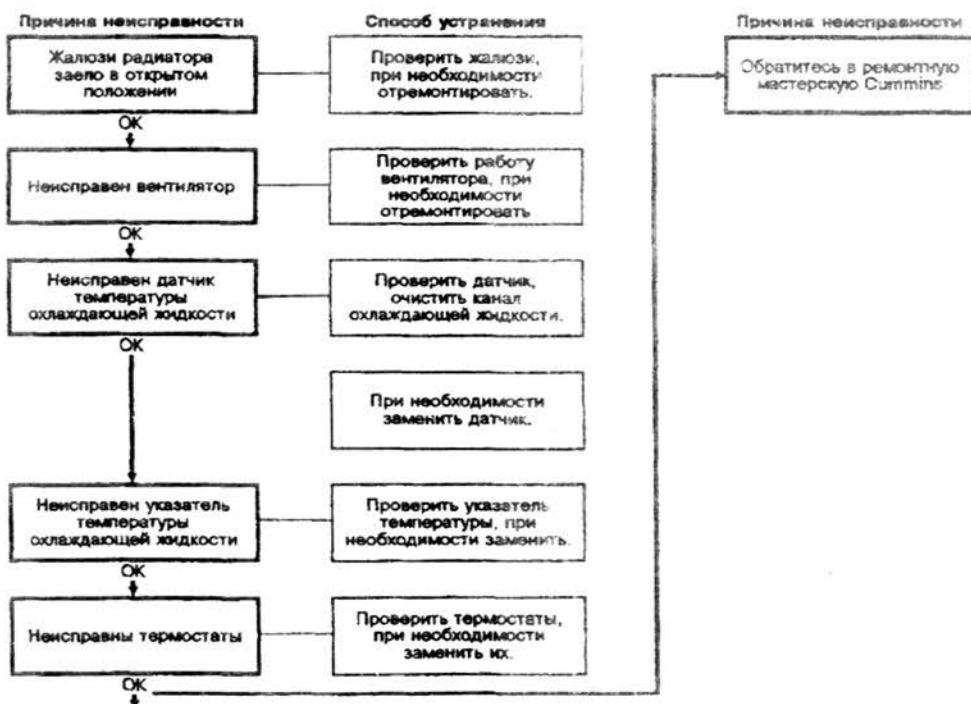 Причина неисправности
Способ устранения
Причина неисправности
Жалюзи радиатора
заело в открытом
положении
Проверить жалюзи,
при необходимости
отремонтировать.
Обратитесь в ремонтную
мастерскую Cummins
ОК
Неисправен вентилятор
Проверить работу
вентилятора, при
необходимости
отремонтировать
ОК
Неисправен датчик
температуры
охлаждающей жидкости
Проверить датчик,
очистить канал
охлаждающей жидкости.
ОК
При необходимости
заменить датчик.
Неисправен указатель
температуры
охлаждающей жидкости
Проверить указатель
температуры, при
необходимости заменить.
ОК
Неисправны термостаты
Проверить термостаты,
при необходимости
заменить их.
ОК